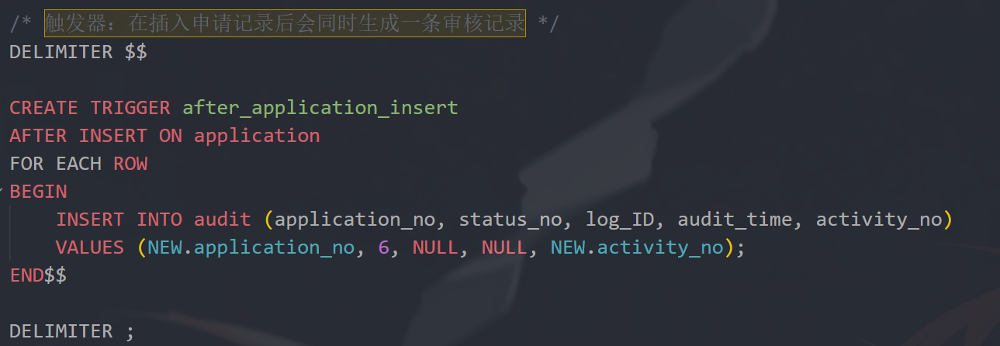 /* 触发器：在插入申请记录后会同时生成一条审核记录 */
DELIMITER $$
CREATE TRIGGER after_application_insert
AFTER INSERT ON application
FOR EACH ROW
BEGIN
INSERT INTO audit (application_no, status_no, log_ID, audit_time, activity_no)
VALUES (NEW.application_no, 6, NULL, NULL, NEW.activity_no);
END$$
DELIMITER ;